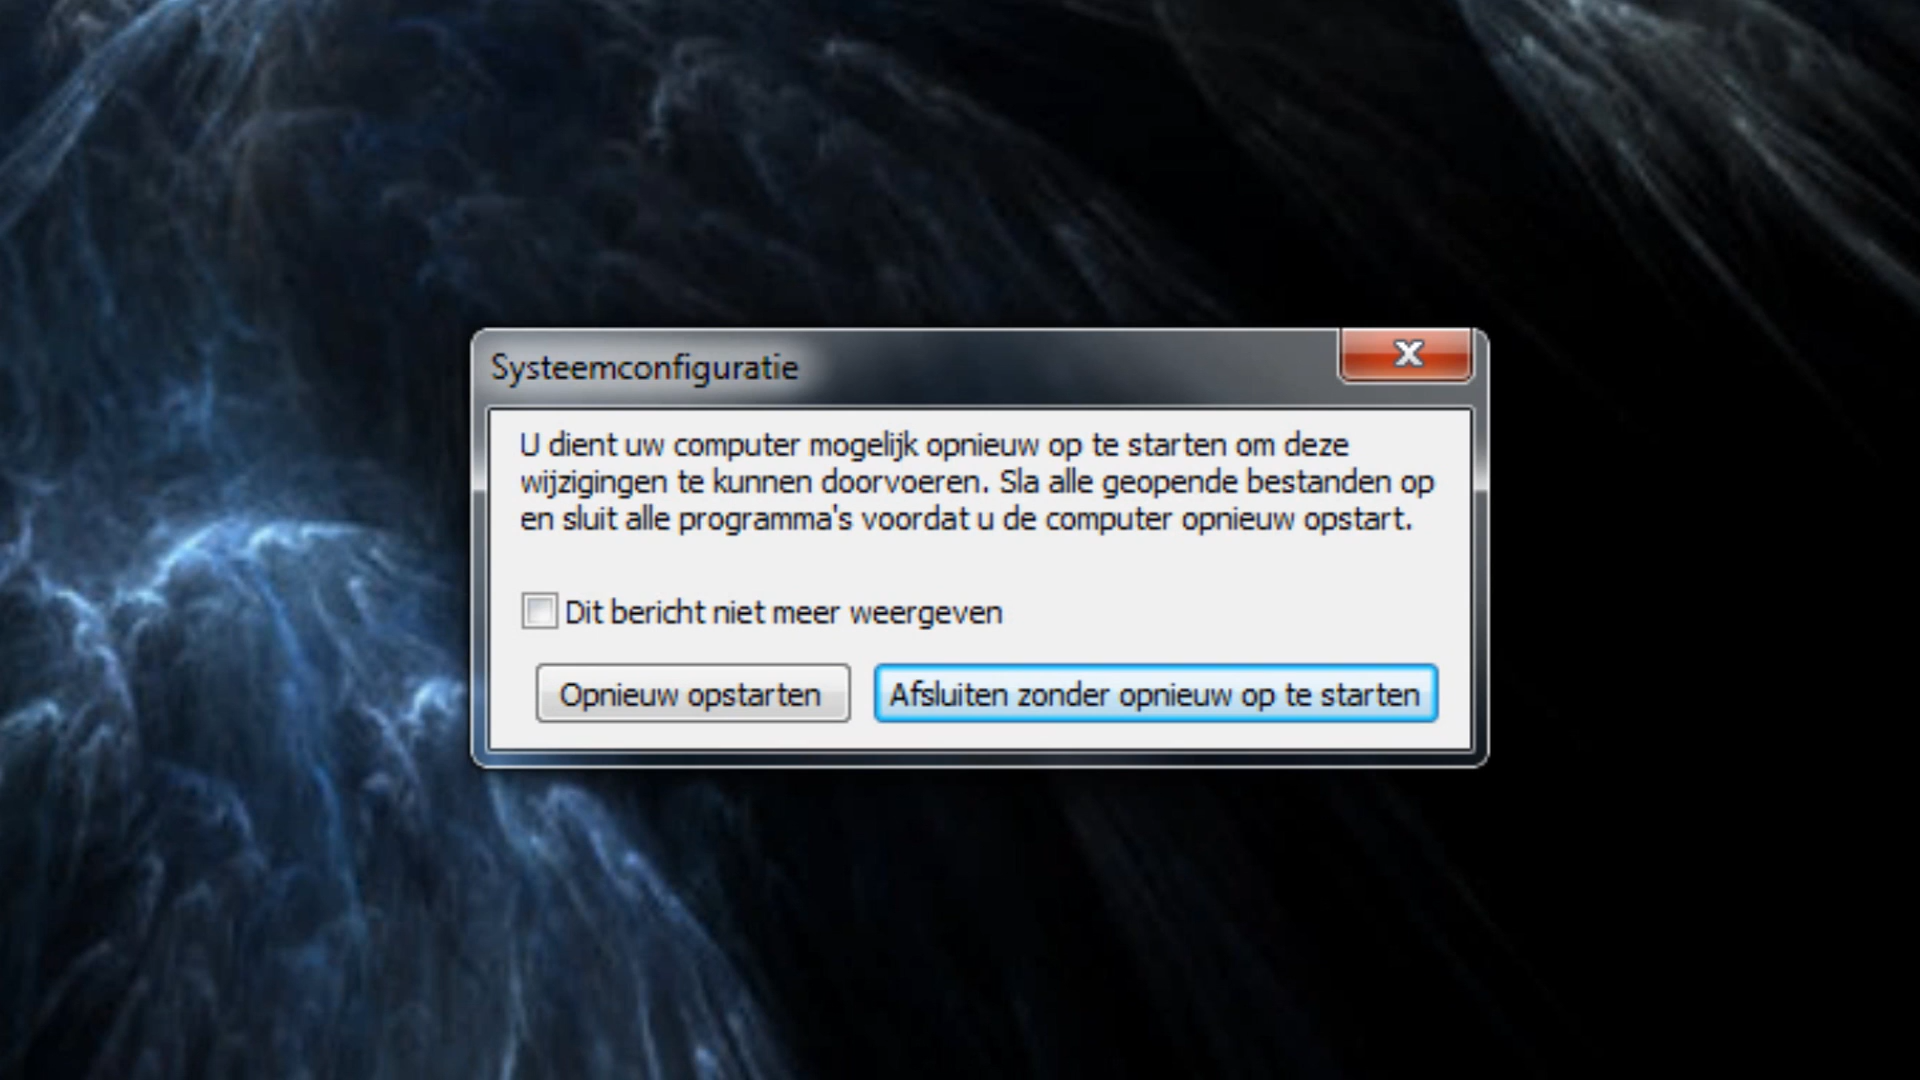 Systeemconfiguratie
U dient uw computer mogelijk opnieuw op te starten om deze
wijzigingen te kunnen doorvoeren. Sla alle geopende bestanden op
en sluit alle programma's voordat u de computer opnieuw opstart.
Dit bericht niet meer weergeven
Opnieuw opstarten
Afsluiten zonder opnieuw op te starten